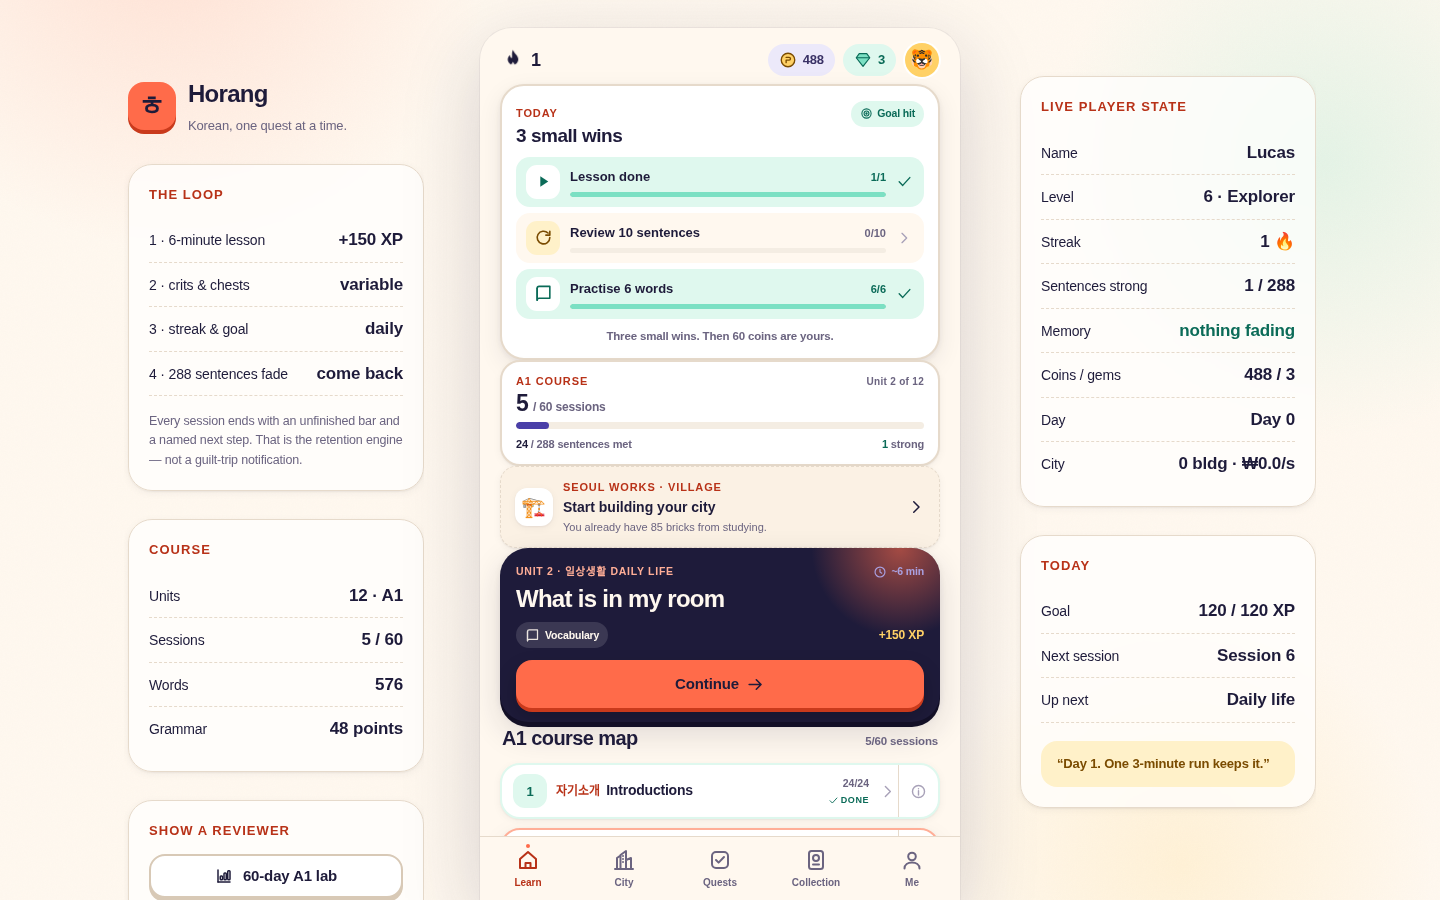 ㅎ
Horang
Korean, one quest at a time.
THE LOOP
1 · 6-minute lesson +150 XP
2 · crits & chests variable
3 · streak & goal daily
4 · 288 sentences fade come back
Every session ends with an unfinished bar and
a named next step. That is the retention engine
— not a guilt-trip notification.
COURSE
Units 12 · A1
Sessions 5 / 60
Words 576
Grammar 48 points
SHOW A REVIEWER
60-day A1 lab
1 488 3
TODAY Goal hit
3 small wins
Lesson done 1/1
Review 10 sentences 0/10
Practise 6 words 6/6
Three small wins. Then 60 coins are yours.
A1 COURSE Unit 2 of 12
5 / 60 sessions
24 / 288 sentences met 1 strong
SEOUL WORKS · VILLAGE
Start building your city
You already have 85 bricks from studying.
UNIT 2 · 일상생활 DAILY LIFE ~6 min
What is in my room
Vocabulary +150 XP
Continue
A1 course map 5/60 sessions
1 자기소개 Introductions 24/24
DONE
Learn City Quests Collection Me
LIVE PLAYER STATE
Name Lucas
Level 6 · Explorer
Streak 1 🔥
Sentences strong 1 / 288
Memory nothing fading
Coins / gems 488 / 3
Day Day 0
City 0 bldg · ₩0.0/s
TODAY
Goal 120 / 120 XP
Next session Session 6
Up next Daily life
“Day 1. One 3-minute run keeps it.”